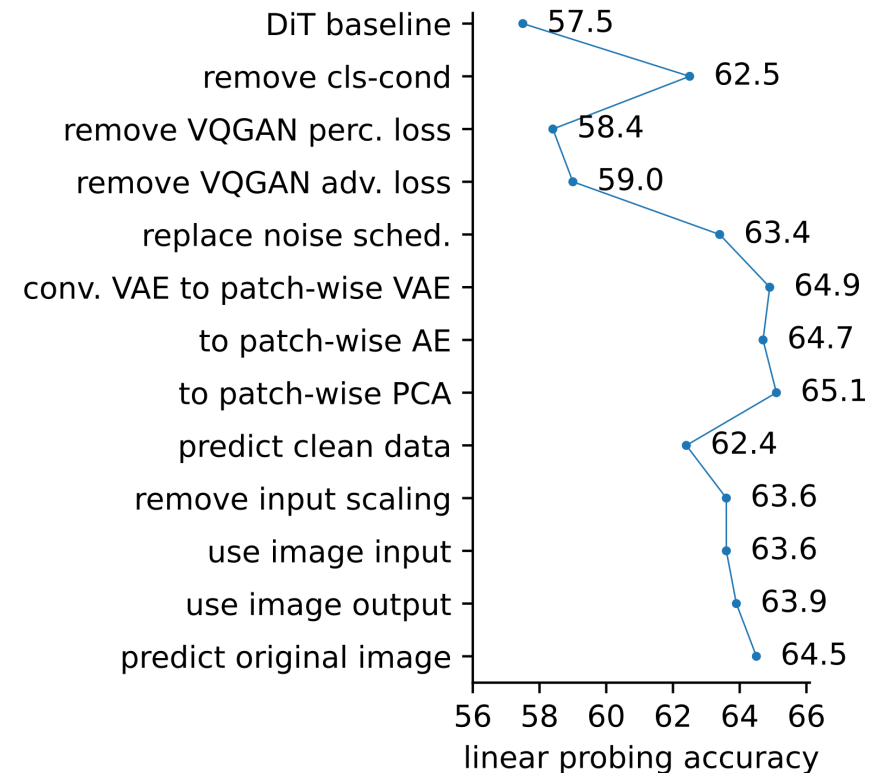 DiT baseline 57.5
remove cls-cond 62.5
remove VQGAN perc. loss 58.4
remove VQGAN adv. loss 59.0
replace noise sched. 63.4
conv. VAE to patch-wise VAE 64.9
to patch-wise AE 64.7
to patch-wise PCA 65.1
predict clean data 62.4
remove input scaling 63.6
use image input 63.6
use image output 63.9
predict original image 64.5
56 58 60 62 64 66
linear probing accuracy